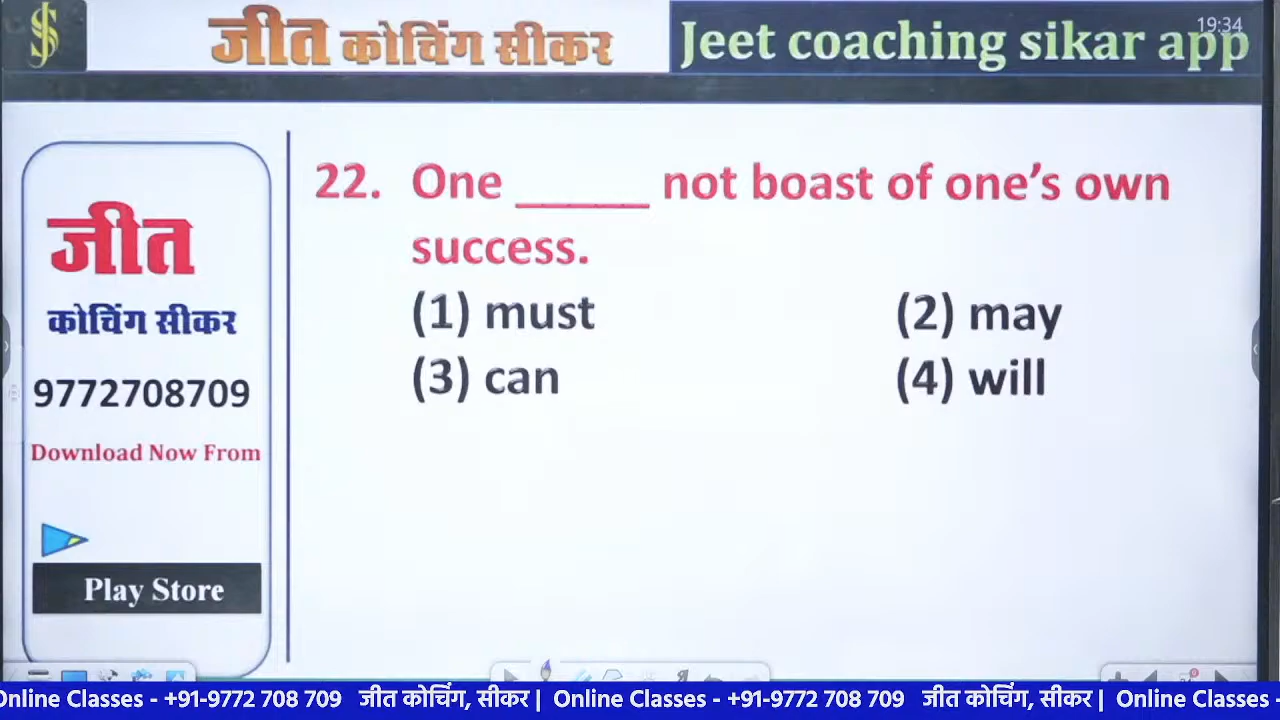 जीत कोचिंग सीकर
Jeet coaching sikar app
19:34
जीत
कोचिंग सीकर
9772708709
Download Now From
Play Store
22. One _____ not boast of one's own
success.
(1) must (2) may
(3) can (4) will
Online Classes - +91-9772 708 709 जीत कोचिंग, सीकर | Online Classes - +91-9772 708 709 जीत कोचिंग, सीकर | Online Classes -